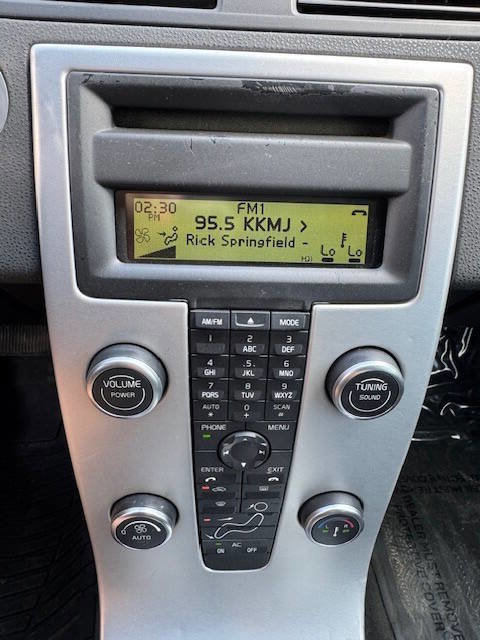 02:30
PM
FM1
95.5 KKMJ >
Rick Springfield -
Lo Lo
AM/FM
MODE
1 2 ABC 3 DEF
4 GHI 5 JKL 6 MNO
7 PQRS 8 TUV 9 WXYZ
AUTO * 0 + SCAN #
PHONE MENU
ENTER EXIT
VOLUME
POWER
TUNING
SOUND
AUTO
L R
AC
ON OFF